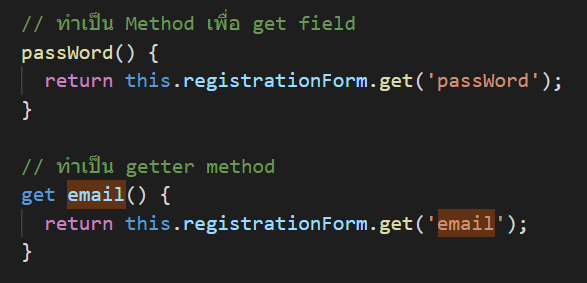 // ทำเป็น Method เพื่อ get field
passWord() {
return this.registrationForm.get('passWord');
}
// ทำเป็น getter method
get email() {
return this.registrationForm.get('email');
}